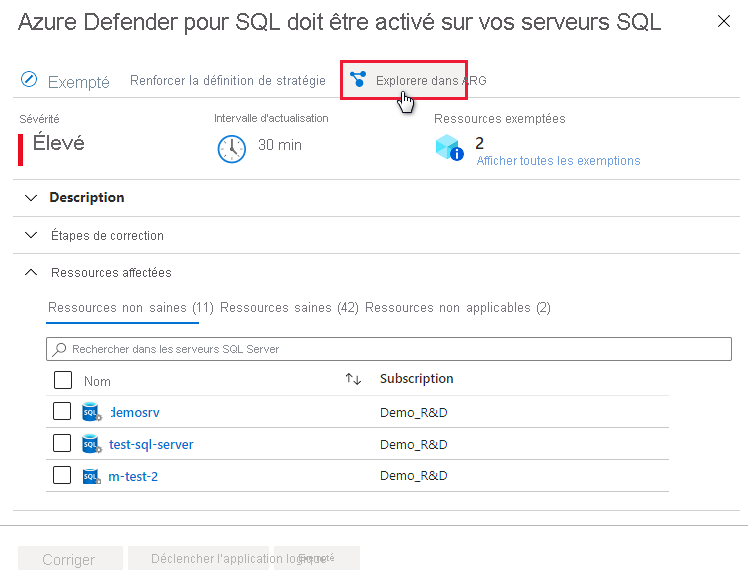 Azure Defender pour SQL doit être activé sur vos serveurs SQL
Exempté Renforcer la définition de stratégie Explorere dans ARG
Sévérité Intervalle d'actualisation Ressources exemptées
Élevé 30 min 2
Afficher toutes les exemptions
Description
Étapes de correction
Ressources affectées
Ressources non saines (11) Ressources saines (42) Ressources non applicables (2)
Rechercher dans les serveurs SQL Server
Nom Subscription
SQL demosrv Demo_R&D
SQL test-sql-server Demo_R&D
SQL m-test-2 Demo_R&D
Corriger Déclencher l'application logique Exempté